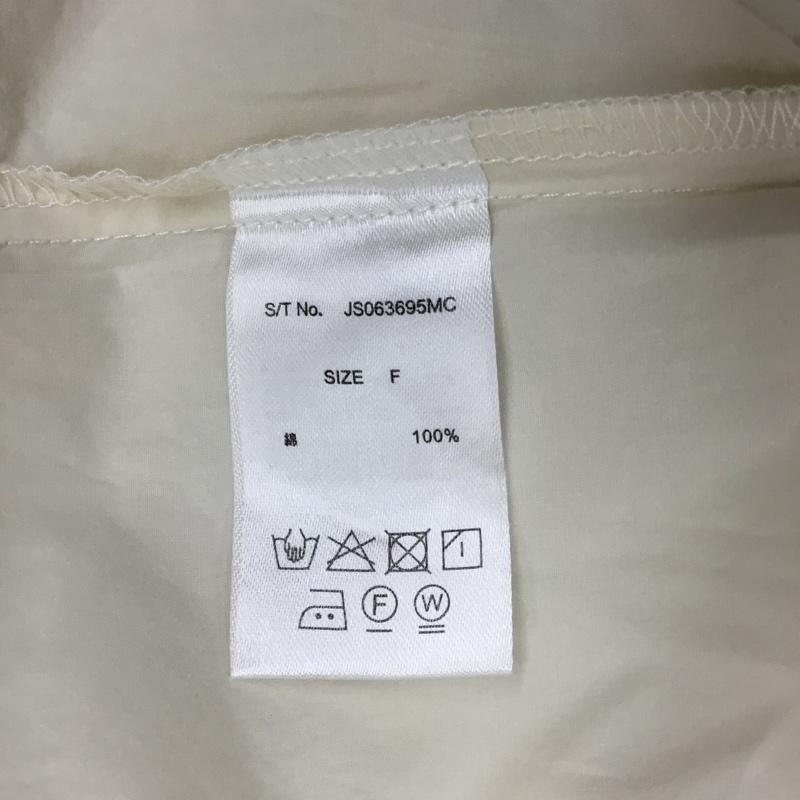 S/T No. JS063695MC
SIZE F
綿 100%
F W